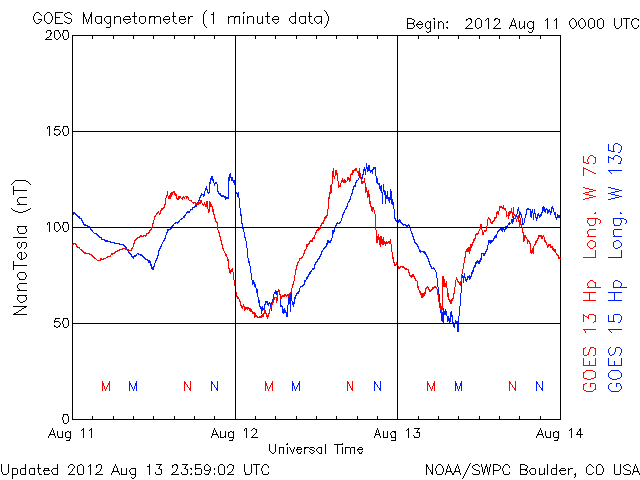 GOES Magnetometer (1 minute data)
Begin: 2012 Aug 11 0000 UTC
200
150
100
50
0
NanoTesla (nT)
M M N N M M N N M M N N
Aug 11 Aug 12 Aug 13 Aug 14
Universal Time
GOES 13 Hp Long. W 75
GOES 15 Hp Long. W 135
Updated 2012 Aug 13 23:59:02 UTC
NOAA/SWPC Boulder, CO USA